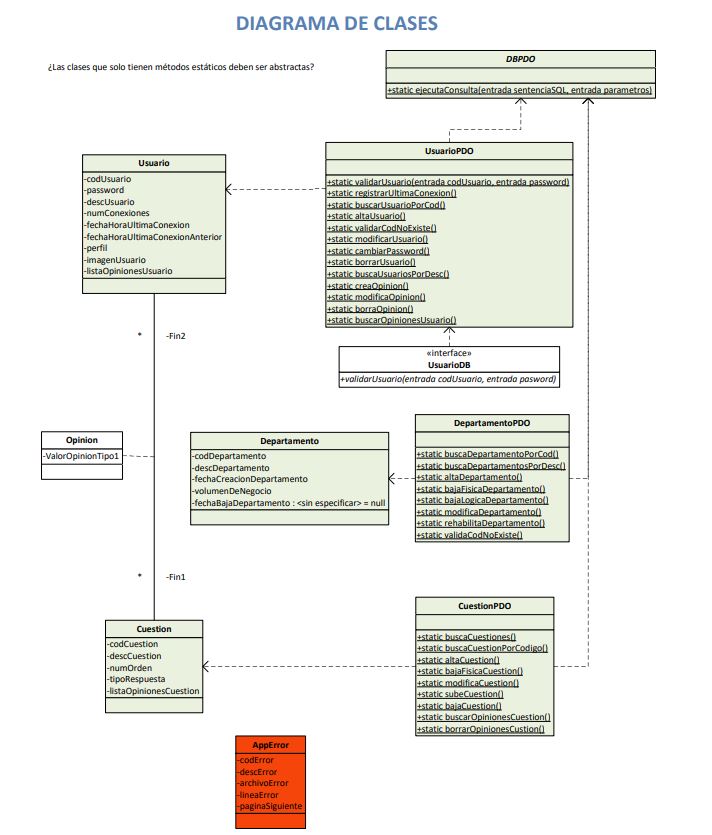 DIAGRAMA DE CLASES
¿Las clases que solo tienen métodos estáticos deben ser abstractas?
DBPDO
+static ejecutaConsulta(entrada sentenciaSQL, entrada parametros)
Usuario
-codUsuario
-password
-descUsuario
-numConexiones
-fechaHoraUltimaConexion
-fechaHoraUltimaConexionAnterior
-perfil
-imagenUsuario
-listaOpinionesUsuario
UsuarioPDO
+static validarUsuario(entrada codUsuario, entrada password)
+static registrarUltimaConexion()
+static buscarUsuarioPorCod()
+static altaUsuario()
+static validarCodNoExiste()
+static modificarUsuario()
+static cambiarPassword()
+static borrarUsuario()
+static buscaUsuariosPorDesc()
+static creaOpinion()
+static modificaOpinion()
+static borraOpinion()
+static buscarOpinionesUsuario()
* -Fin2
«interface»
UsuarioDB
+validarUsuario(entrada codUsuario, entrada pasword)
Opinion
-ValorOpinionTipo1
Departamento
-codDepartamento
-descDepartamento
-fechaCreacionDepartamento
-volumenDeNegocio
-fechaBajaDepartamento : <sin especificar> = null
DepartamentoPDO
+static buscaDepartamentoPorCod()
+static buscaDepartamentosPorDesc()
+static altaDepartamento()
+static bajaFisicaDepartamento()
+static bajaLogicaDepartamento()
+static modificaDepartamento()
+static rehabilitaDepartamento()
+static validaCodNoExiste()
* -Fin1
Cuestion
-codCuestion
-descCuestion
-numOrden
-tipoRespuesta
-listaOpinionesCuestion
CuestionPDO
+static buscaCuestiones()
+static buscaCuestionPorCodigo()
+static altaCuestion()
+static bajaFisicaCuestion()
+static modificaCuestion()
+static subeCuestion()
+static bajaCuestion()
+static buscarOpinionesCuestion()
+static borrarOpinionesCustion()
AppError
-codError
-descError
-archivoError
-lineaError
-paginaSiguiente